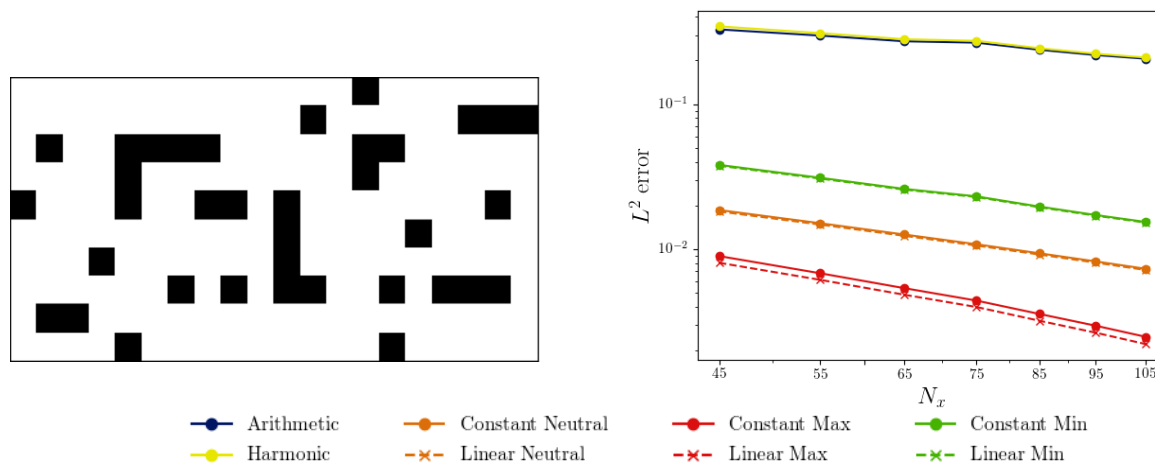 10^{-1}
10^{-2}
L^2 error
45 55 65 75 85 95 105
N_x
Arithmetic Constant Neutral Constant Max Constant Min
Harmonic Linear Neutral Linear Max Linear Min